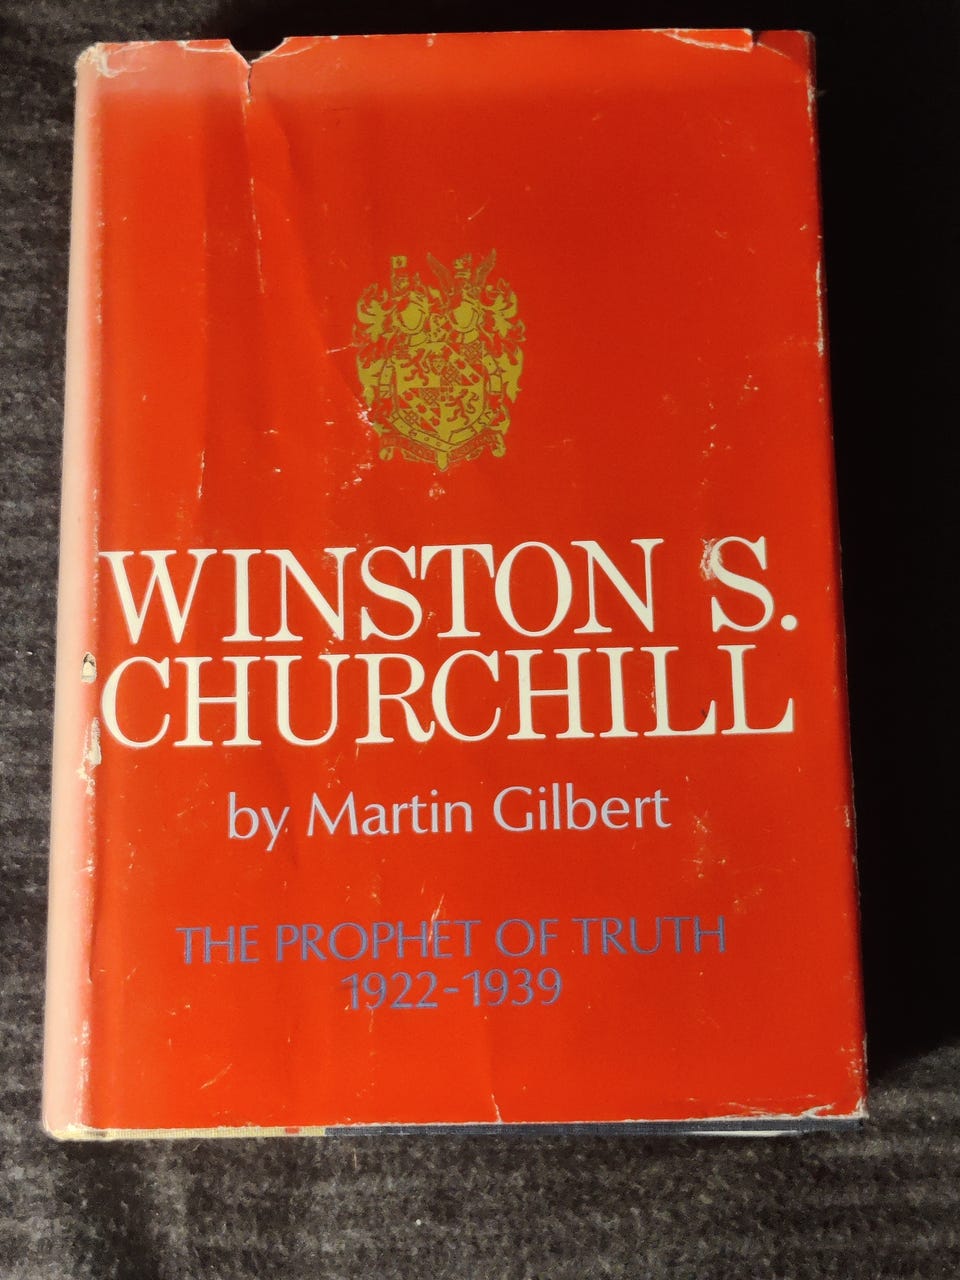 WINSTON S.
CHURCHILL
by Martin Gilbert
THE PROPHET OF TRUTH
1922-1939